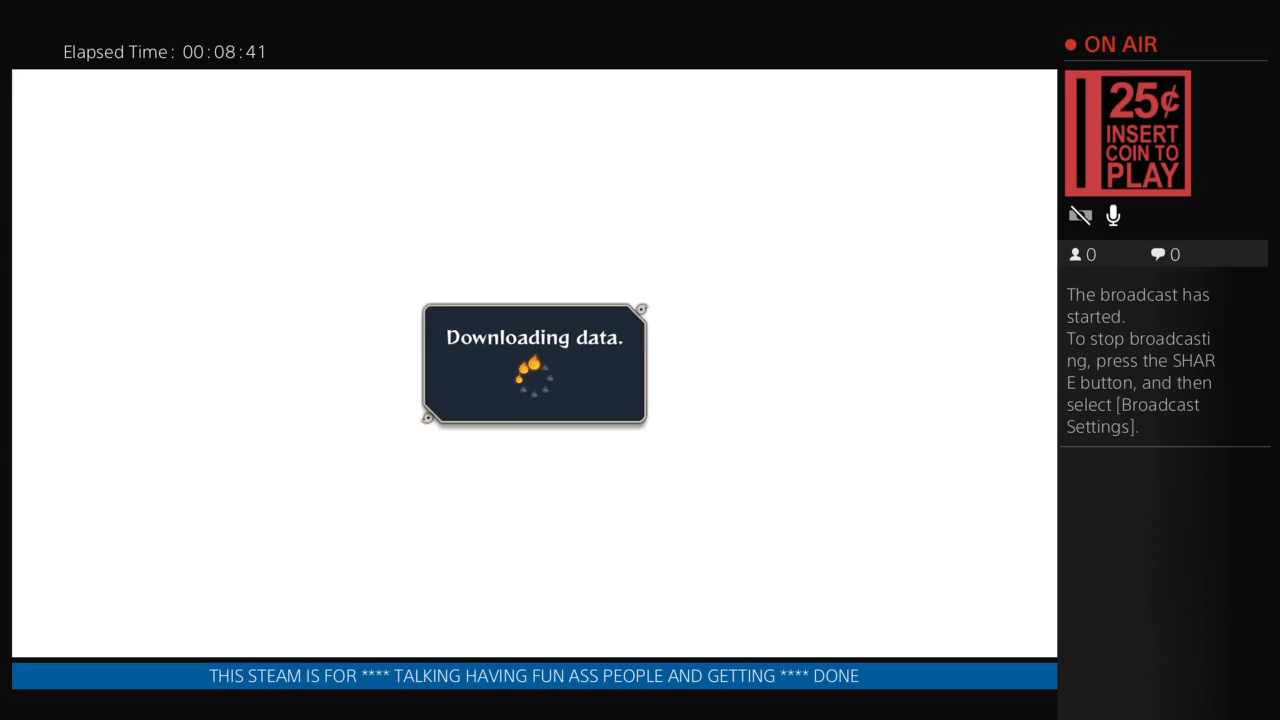 Elapsed Time: 00:08:41
ON AIR
25¢
INSERT
COIN TO
PLAY
0 0
The broadcast has
started.
To stop broadcasti
ng, press the SHAR
E button, and then
select [Broadcast
Settings].
Downloading data.
THIS STEAM IS FOR **** TALKING HAVING FUN ASS PEOPLE AND GETTING **** DONE